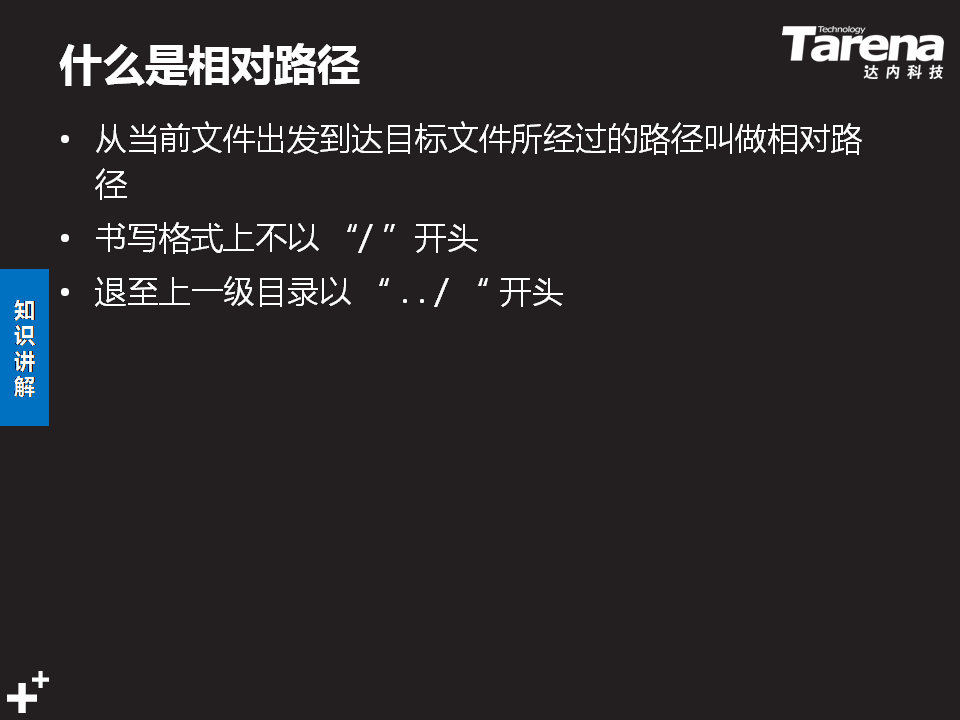 什么是相对路径
Technology
Tarena
达内科技
• 从当前文件出发到达目标文件所经过的路径叫做相对路
径
• 书写格式上不以 “/ ”开头
• 退至上一级目录以 “ . . / “ 开头
知
识
讲
解